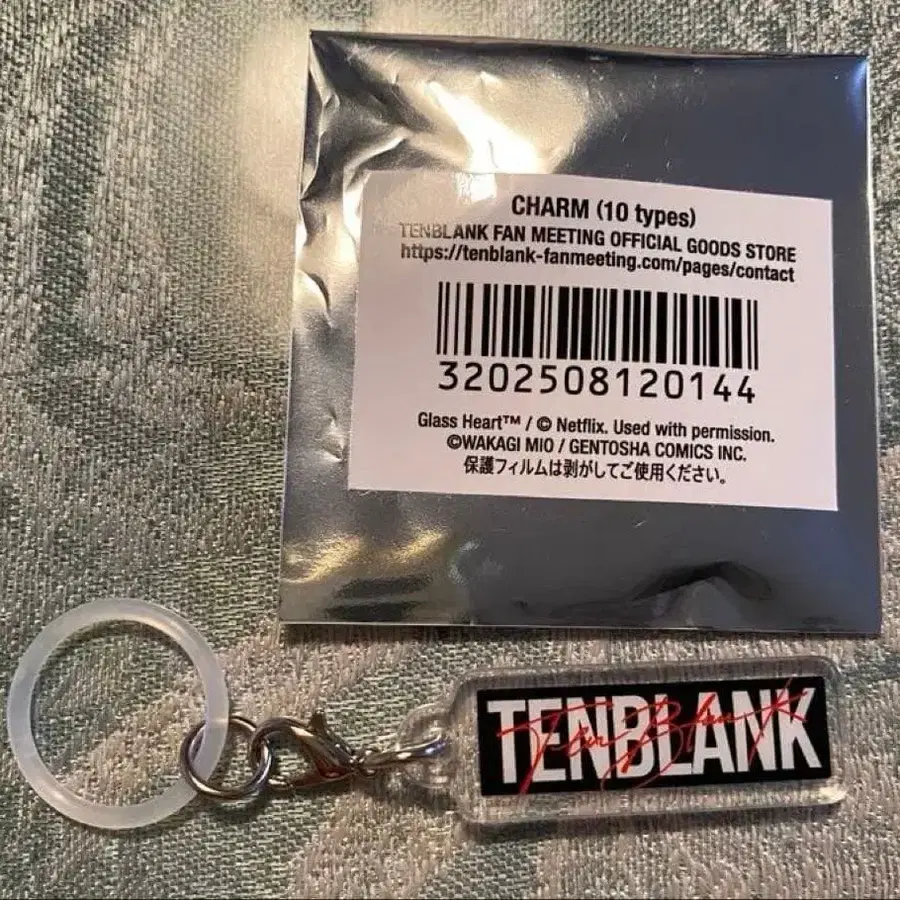 CHARM (10 types)
TENBLANK FAN MEETING OFFICIAL GOODS STORE
https://tenblank-fanmeeting.com/pages/contact
3202508120144
Glass Heart™ / © Netflix. Used with permission.
©WAKAGI MIO / GENTOSHA COMICS INC.
保護フィルムは剥がしてご使用ください。
TENBLANK
TenBlank